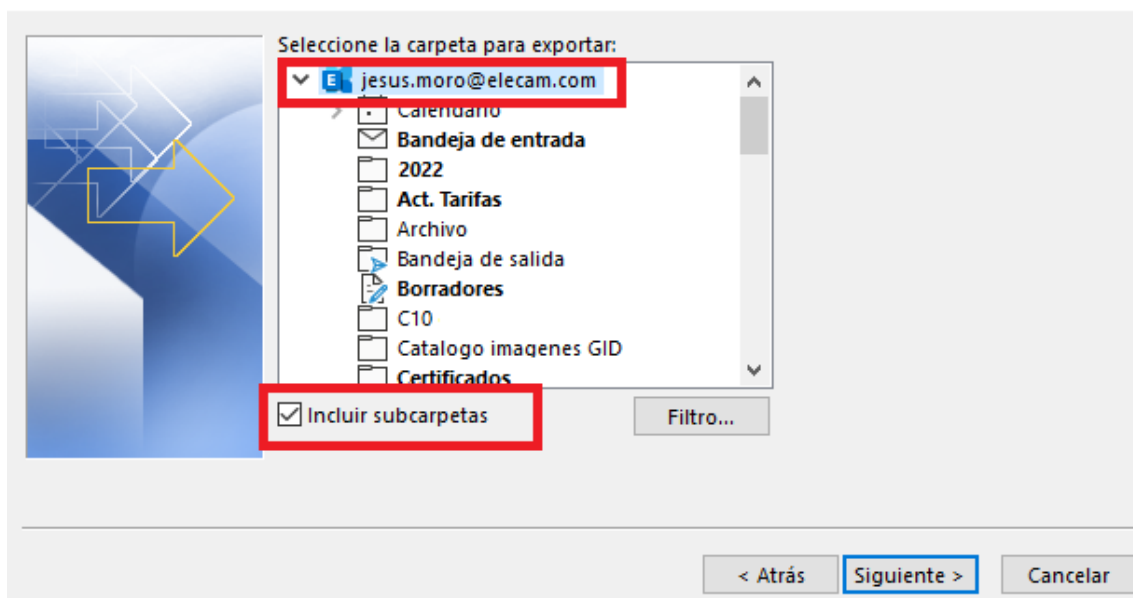 Seleccione la carpeta para exportar:
jesus.moro@elecam.com
Calendario
Bandeja de entrada
2022
Act. Tarifas
Archivo
Bandeja de salida
Borradores
C10
Catalogo imagenes GID
Certificados
Incluir subcarpetas
Filtro...
< Atrás
Siguiente >
Cancelar